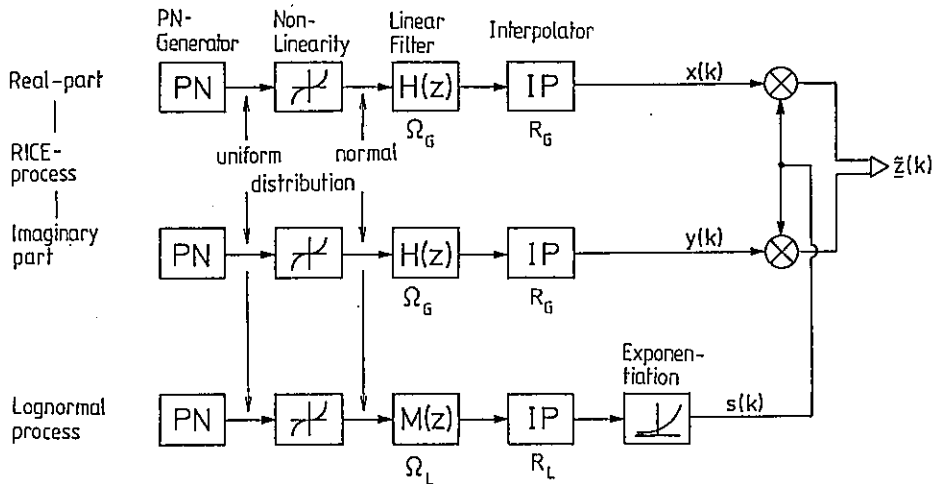 PN-
Generator
Non-
Linearity
Linear
Filter
Interpolator
Real-part
PN
H(z)
IP
x(k)
Ω_G
R_G
RICE-
process
uniform
normal
distribution
z̃(k)
Imaginary
part
PN
H(z)
IP
y(k)
Ω_G
R_G
Exponen-
tiation
Lognormal
process
PN
M(z)
IP
s(k)
Ω_L
R_L